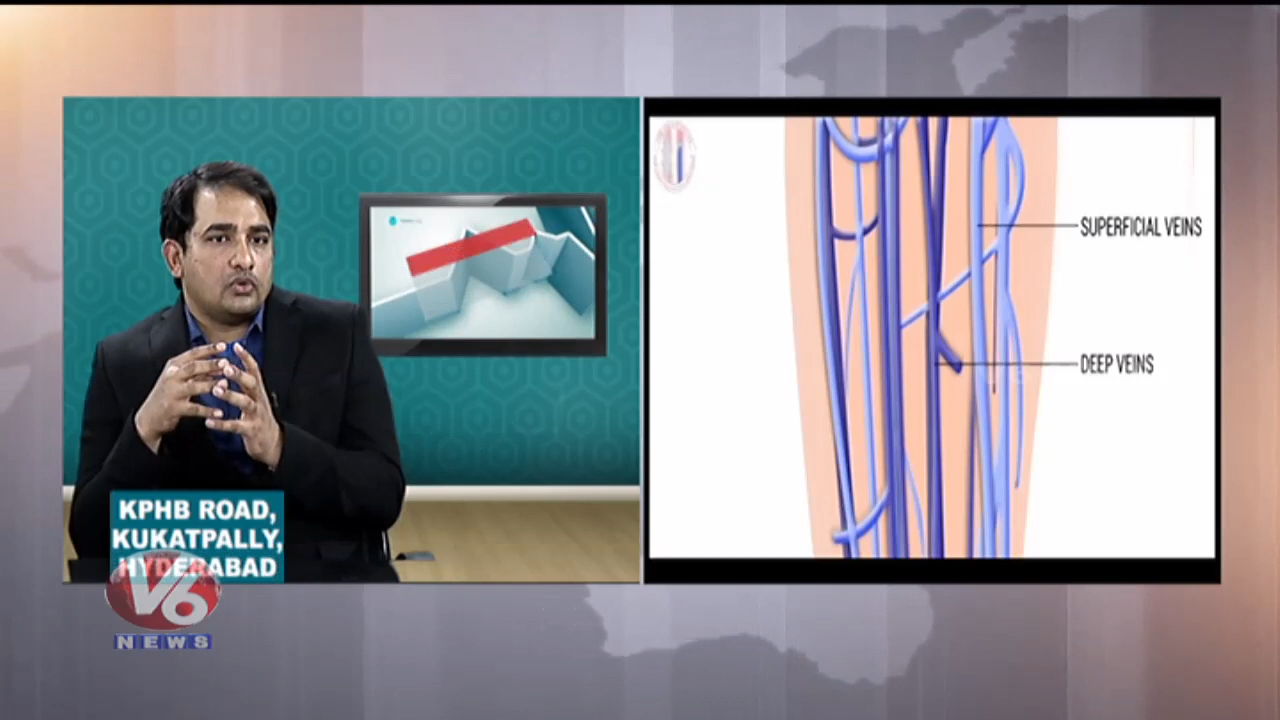 SUPERFICIAL VEINS
DEEP VEINS
KPHB ROAD,
KUKATPALLY,
HYDERABAD
V6
NEWS